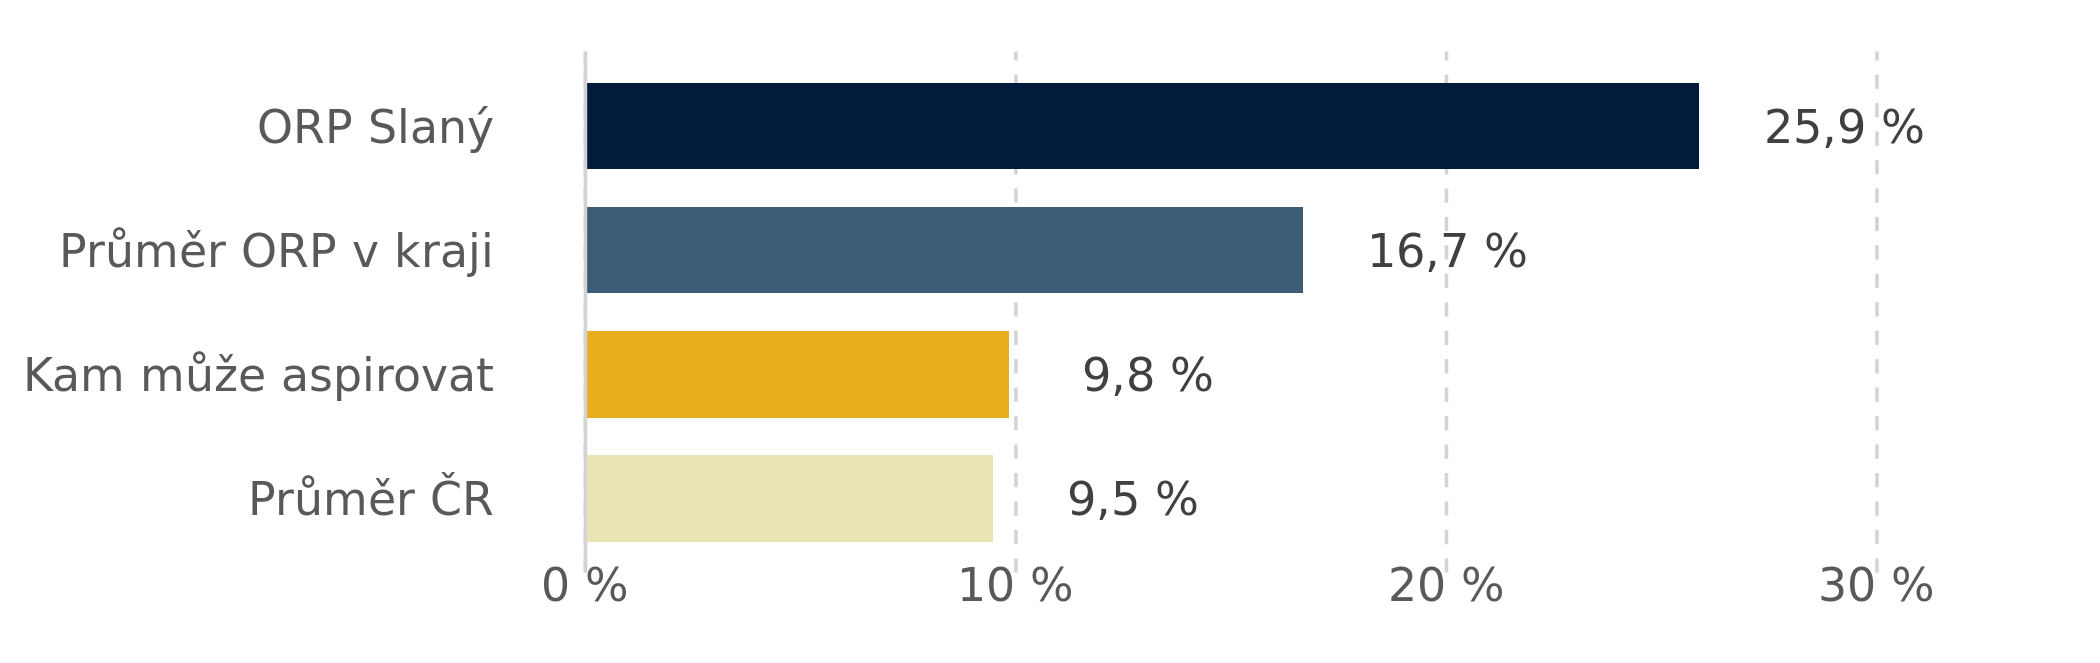 ORP Slaný 25,9 %
Průměr ORP v kraji 16,7 %
Kam může aspirovat 9,8 %
Průměr ČR 9,5 %
0 % 10 % 20 % 30 %